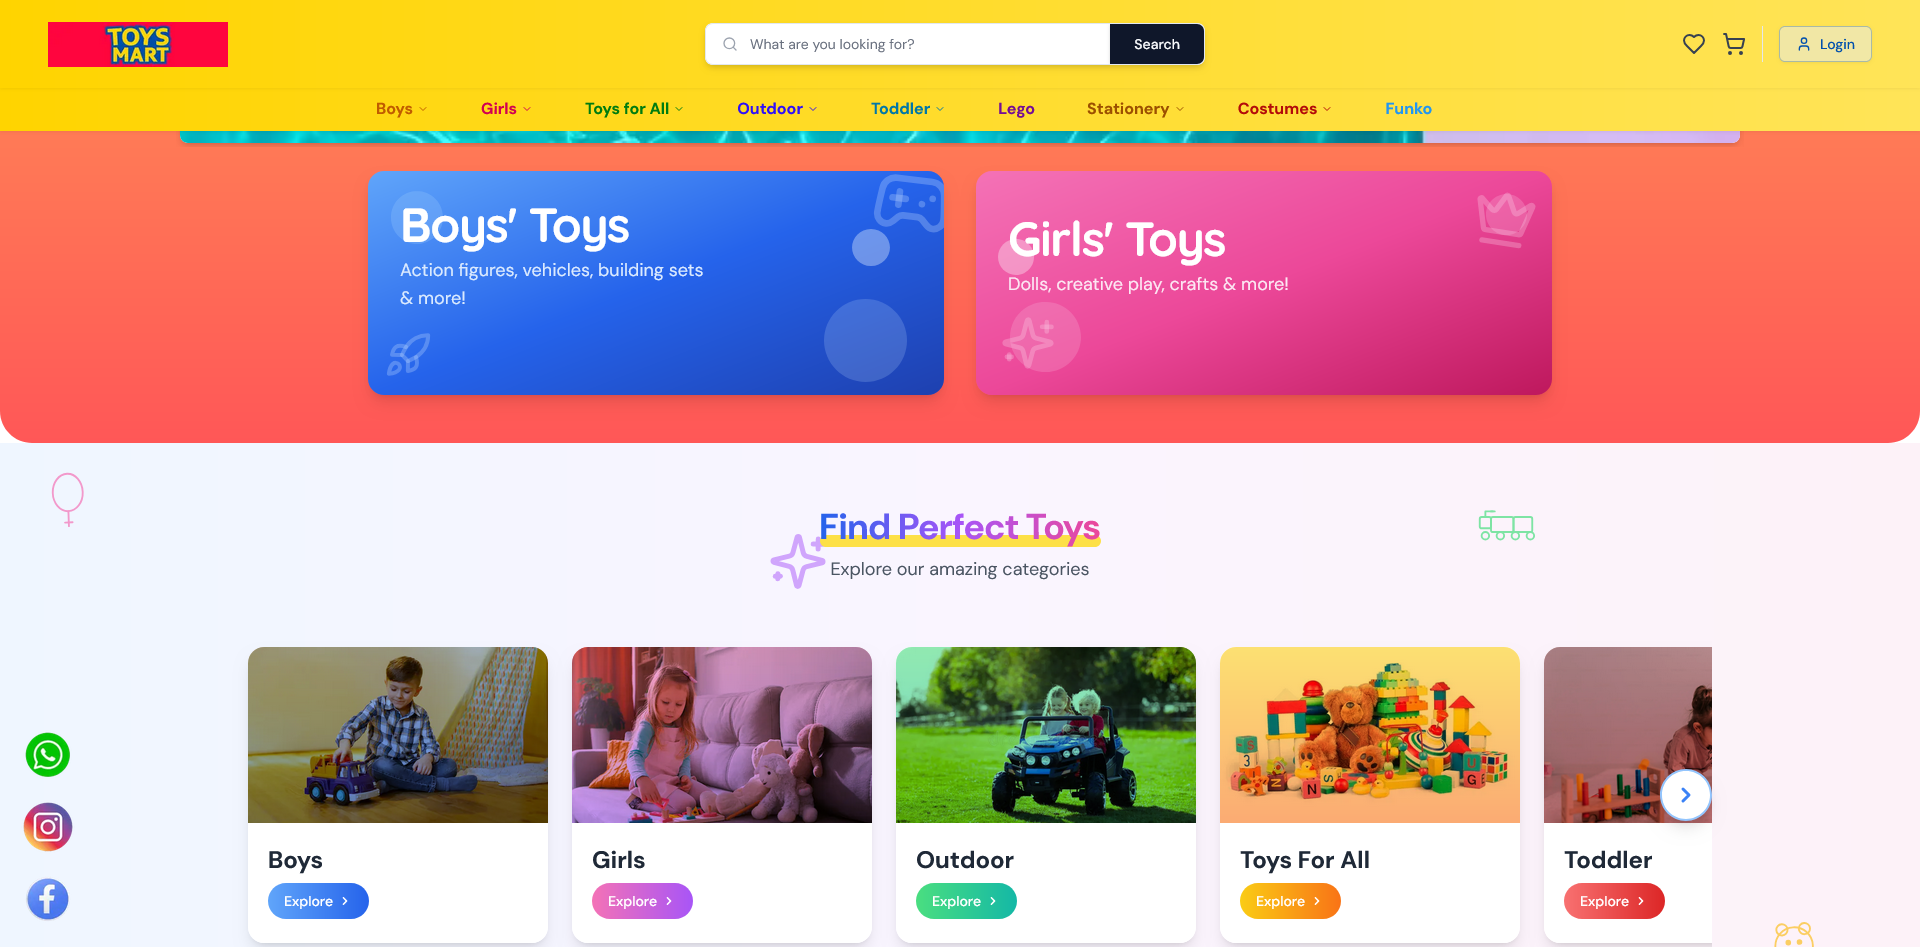 TOYS
MART
What are you looking for?
Search
Login
Boys
Girls
Toys for All
Outdoor
Toddler
Lego
Stationery
Costumes
Funko
Boys' Toys
Action figures, vehicles, building sets
& more!
Girls' Toys
Dolls, creative play, crafts & more!
Find Perfect Toys
Explore our amazing categories
Boys
Explore
Girls
Explore
Outdoor
Explore
Toys For All
Explore
Toddler
Explore